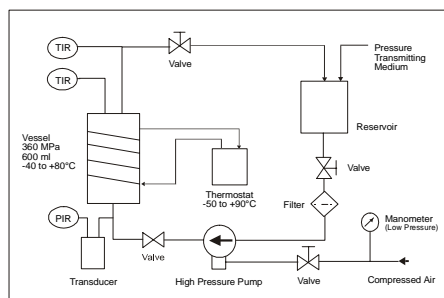 TIR
Valve
Pressure
Transmitting
Medium
TIR
Reservoir
Vessel
360 MPa
600 ml
-40 to +80°C
Valve
Thermostat
-50 to +90°C
Filter
Manometer
(Low Pressure)
PIR
Valve
Transducer
High Pressure Pump
Valve
Compressed Air